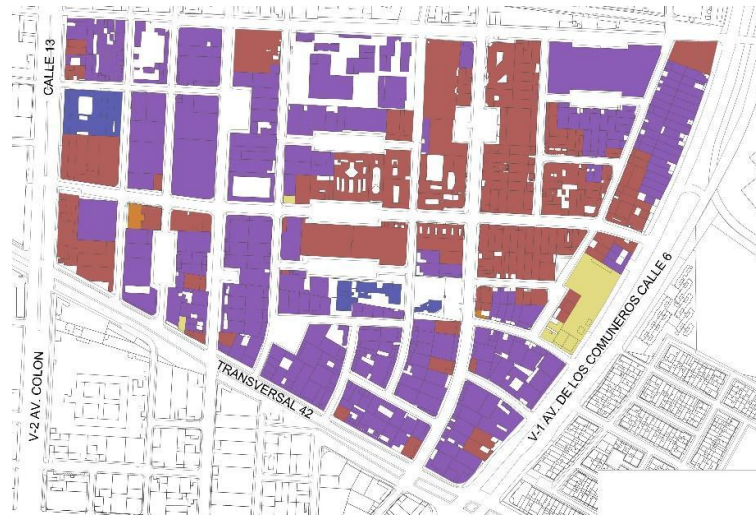 CALLE 13
V-2 AV. COLON
TRANSVERSAL 42
V-1 AV. DE LOS COMUNEROS CALLE 6